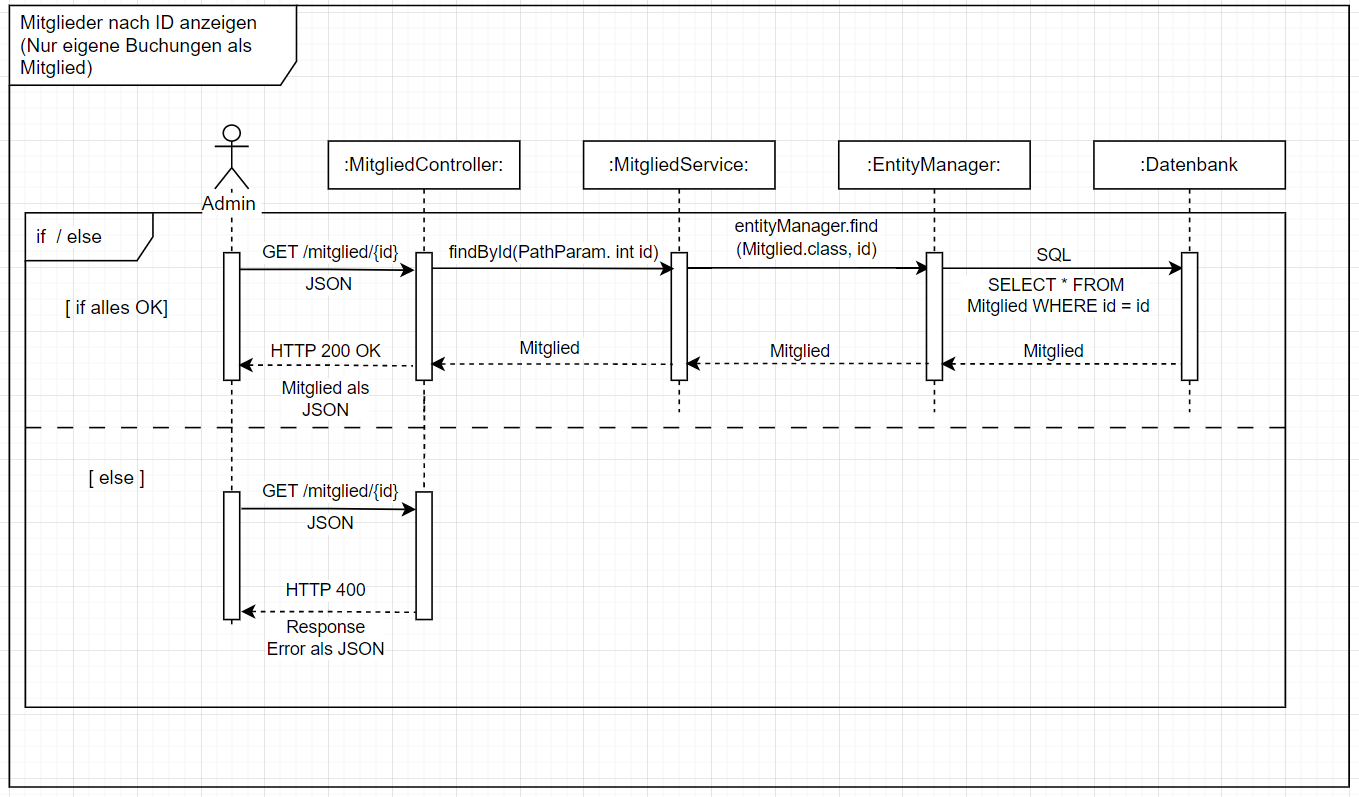 Mitglieder nach ID anzeigen
(Nur eigene Buchungen als
Mitglied)
Admin
:MitgliedController:
:MitgliedService:
:EntityManager:
:Datenbank
if / else
[ if alles OK]
GET /mitglied/{id}
JSON
findById(PathParam. int id)
entityManager.find
(Mitglied.class, id)
SQL
SELECT * FROM
Mitglied WHERE id = id
HTTP 200 OK
Mitglied als
JSON
Mitglied
Mitglied
Mitglied
[ else ]
GET /mitglied/{id}
JSON
HTTP 400
Response
Error als JSON